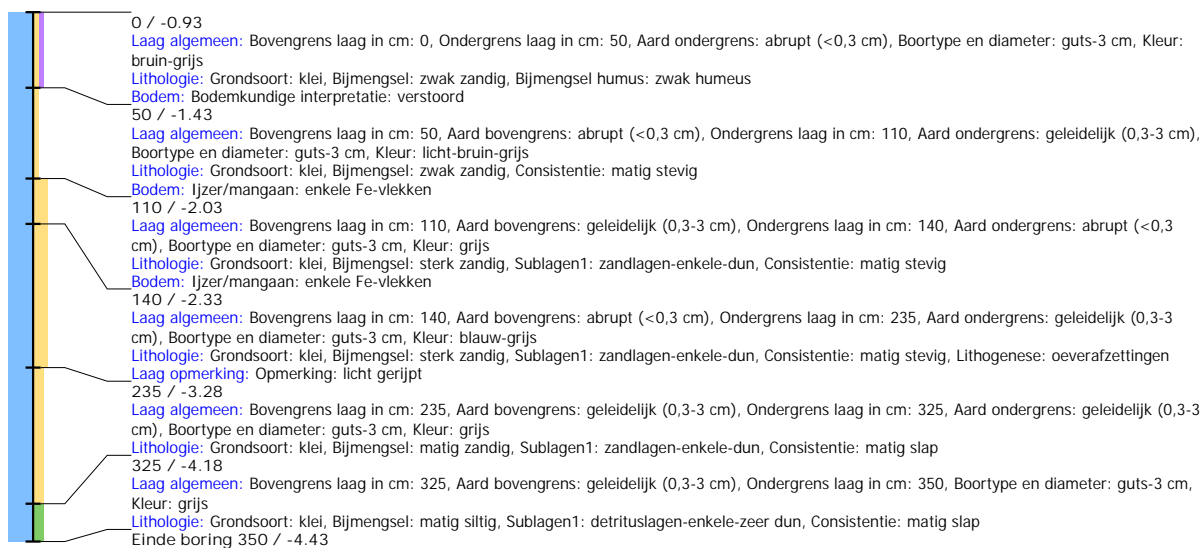 0 / -0.93
Laag algemeen: Bovengrens laag in cm: 0, Ondergrens laag in cm: 50, Aard ondergrens: abrupt (<0,3 cm), Boortype en diameter: guts-3 cm, Kleur:
bruin-grijs
Lithologie: Grondsoort: klei, Bijmengsel: zwak zandig, Bijmengsel humus: zwak humeus
Bodem: Bodemkundige interpretatie: verstoord
50 / -1.43
Laag algemeen: Bovengrens laag in cm: 50, Aard bovengrens: abrupt (<0,3 cm), Ondergrens laag in cm: 110, Aard ondergrens: geleidelijk (0,3-3 cm),
Boortype en diameter: guts-3 cm, Kleur: licht-bruin-grijs
Lithologie: Grondsoort: klei, Bijmengsel: zwak zandig, Consistentie: matig stevig
Bodem: Ijzer/mangaan: enkele Fe-vlekken
110 / -2.03
Laag algemeen: Bovengrens laag in cm: 110, Aard bovengrens: geleidelijk (0,3-3 cm), Ondergrens laag in cm: 140, Aard ondergrens: abrupt (<0,3
cm), Boortype en diameter: guts-3 cm, Kleur: grijs
Lithologie: Grondsoort: klei, Bijmengsel: sterk zandig, Sublagen1: zandlagen-enkele-dun, Consistentie: matig stevig
Bodem: Ijzer/mangaan: enkele Fe-vlekken
140 / -2.33
Laag algemeen: Bovengrens laag in cm: 140, Aard bovengrens: abrupt (<0,3 cm), Ondergrens laag in cm: 235, Aard ondergrens: geleidelijk (0,3-3
cm), Boortype en diameter: guts-3 cm, Kleur: blauw-grijs
Lithologie: Grondsoort: klei, Bijmengsel: sterk zandig, Sublagen1: zandlagen-enkele-dun, Consistentie: matig stevig, Lithogenese: oeverafzettingen
Laag opmerking: Opmerking: licht gerijpt
235 / -3.28
Laag algemeen: Bovengrens laag in cm: 235, Aard bovengrens: geleidelijk (0,3-3 cm), Ondergrens laag in cm: 325, Aard ondergrens: geleidelijk (0,3-3
cm), Boortype en diameter: guts-3 cm, Kleur: grijs
Lithologie: Grondsoort: klei, Bijmengsel: matig zandig, Sublagen1: zandlagen-enkele-dun, Consistentie: matig slap
325 / -4.18
Laag algemeen: Bovengrens laag in cm: 325, Aard bovengrens: geleidelijk (0,3-3 cm), Ondergrens laag in cm: 350, Boortype en diameter: guts-3 cm,
Kleur: grijs
Lithologie: Grondsoort: klei, Bijmengsel: matig siltig, Sublagen1: detrituslagen-enkele-zeer dun, Consistentie: matig slap
Einde boring 350 / -4.43